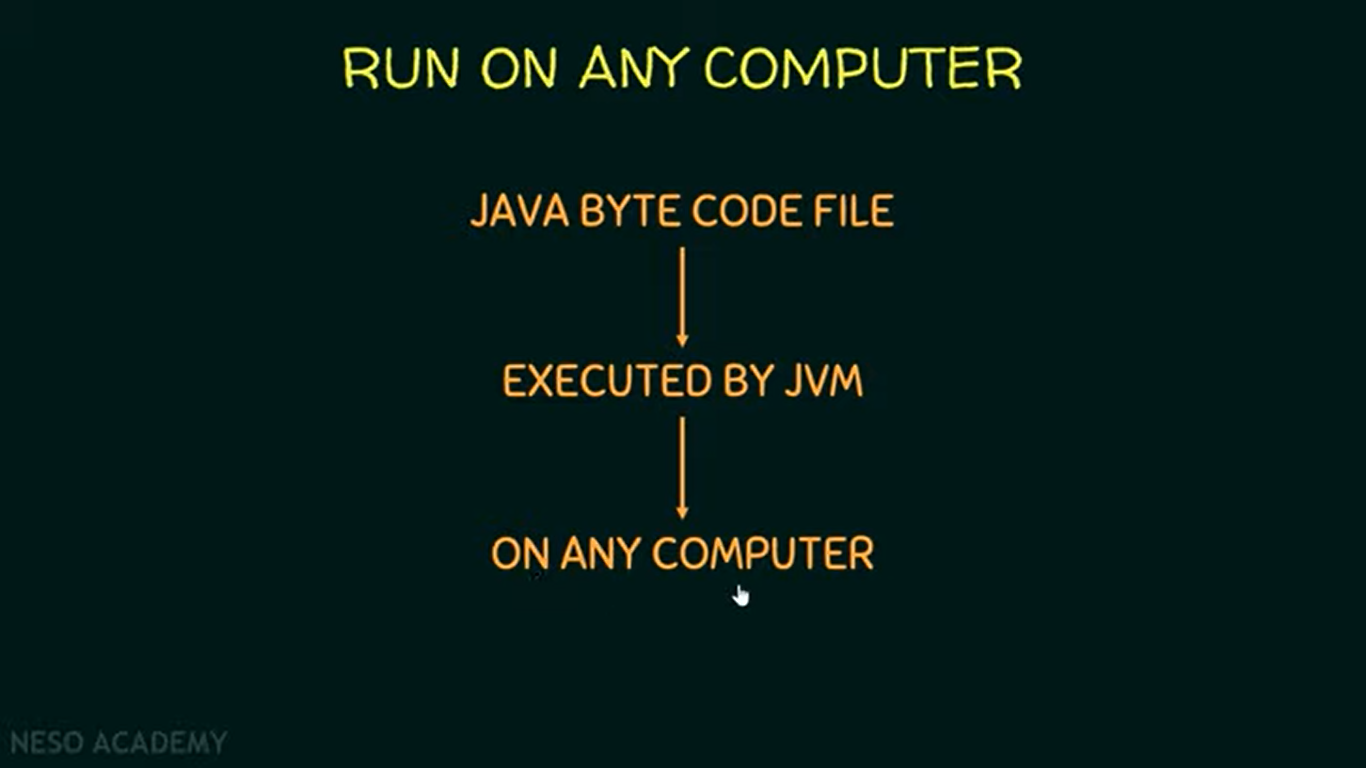 RUN ON ANY COMPUTER
JAVA BYTE CODE FILE
EXECUTED BY JVM
ON ANY COMPUTER
NESO ACADEMY